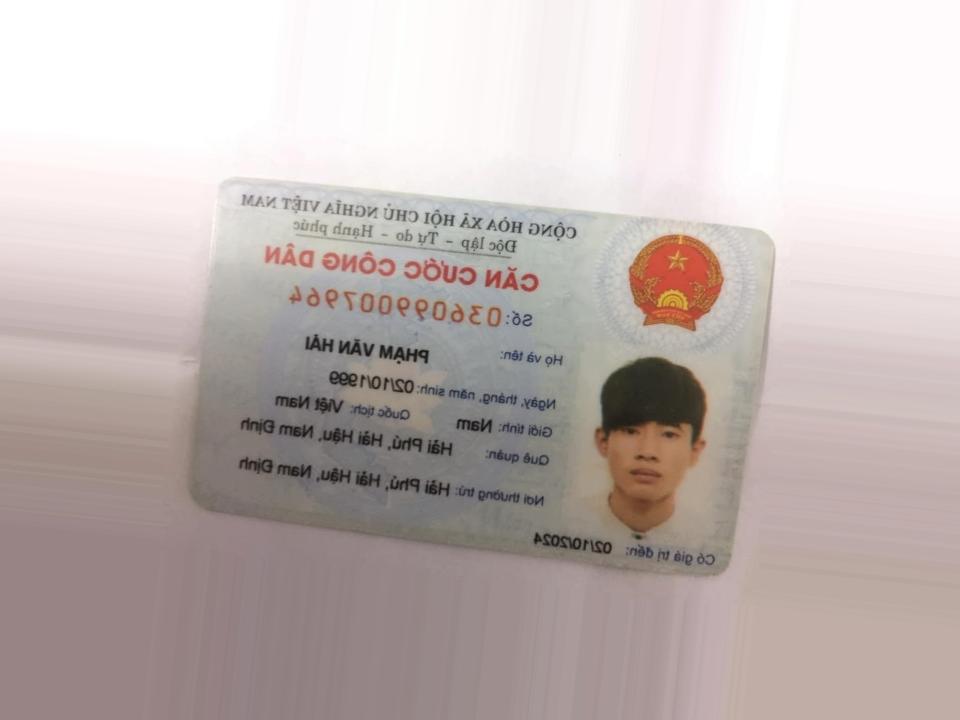 CỘNG HÒA XÃ HỘI CHỦ NGHĨA VIỆT NAM
Độc lập - Tự do - Hạnh phúc
CĂN CƯỚC CÔNG DÂN
Số: 036099007964
Họ và tên: PHẠM VĂN HẢI
Ngày, tháng, năm sinh: 02/10/1999
Giới tính: Nam Quốc tịch: Việt Nam
Quê quán: Hải Phú, Hải Hậu, Nam Định
Nơi thường trú: Hải Phú, Hải Hậu, Nam Định
Có giá trị đến: 02/10/2024